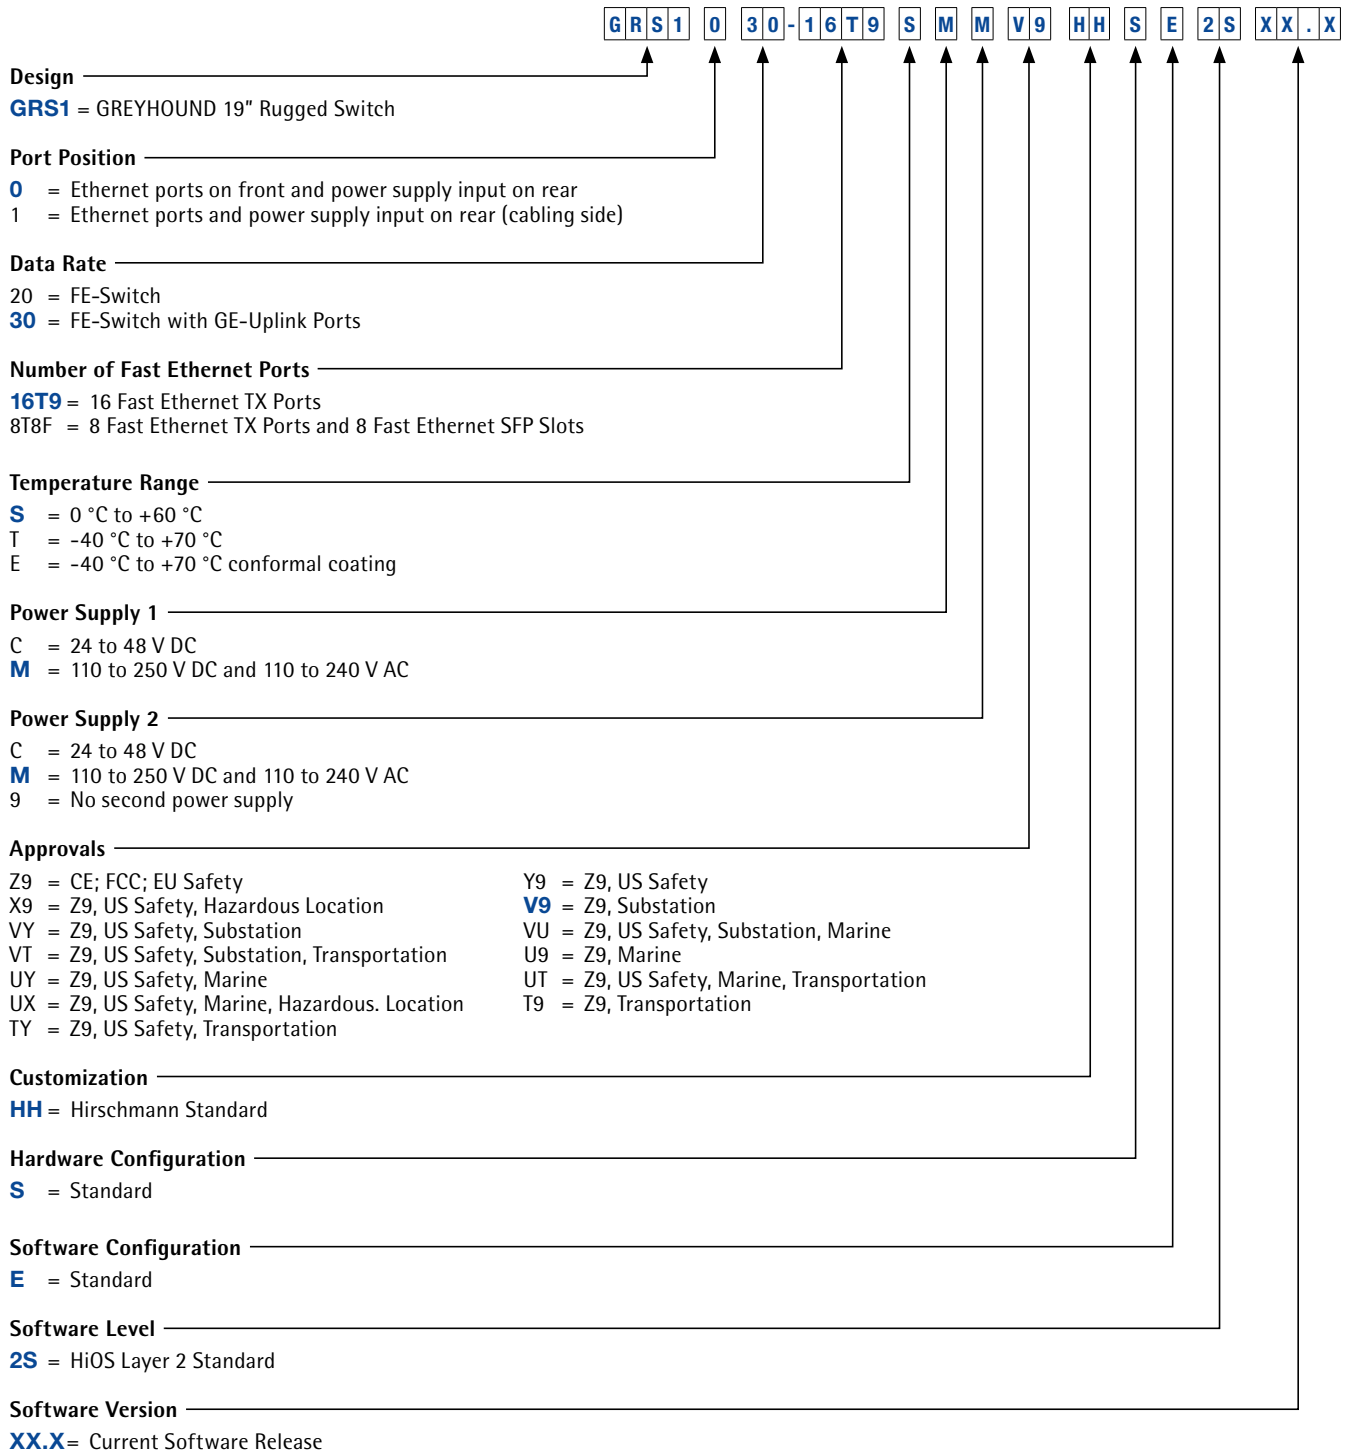 GRS1 0 30-16T9 S M M V9 HH S E 2S XX.X
Design
GRS1 = GREYHOUND 19" Rugged Switch
Port Position
0 = Ethernet ports on front and power supply input on rear
1 = Ethernet ports and power supply input on rear (cabling side)
Data Rate
20 = FE-Switch
30 = FE-Switch with GE-Uplink Ports
Number of Fast Ethernet Ports
16T9 = 16 Fast Ethernet TX Ports
8T8F = 8 Fast Ethernet TX Ports and 8 Fast Ethernet SFP Slots
Temperature Range
S = 0 °C to +60 °C
T = -40 °C to +70 °C
E = -40 °C to +70 °C conformal coating
Power Supply 1
C = 24 to 48 V DC
M = 110 to 250 V DC and 110 to 240 V AC
Power Supply 2
C = 24 to 48 V DC
M = 110 to 250 V DC and 110 to 240 V AC
9 = No second power supply
Approvals
Z9 = CE; FCC; EU Safety
X9 = Z9, US Safety, Hazardous Location
VY = Z9, US Safety, Substation
VT = Z9, US Safety, Substation, Transportation
UY = Z9, US Safety, Marine
UX = Z9, US Safety, Marine, Hazardous. Location
TY = Z9, US Safety, Transportation
Y9 = Z9, US Safety
V9 = Z9, Substation
VU = Z9, US Safety, Substation, Marine
U9 = Z9, Marine
UT = Z9, US Safety, Marine, Transportation
T9 = Z9, Transportation
Customization
HH = Hirschmann Standard
Hardware Configuration
S = Standard
Software Configuration
E = Standard
Software Level
2S = HiOS Layer 2 Standard
Software Version
XX.X = Current Software Release